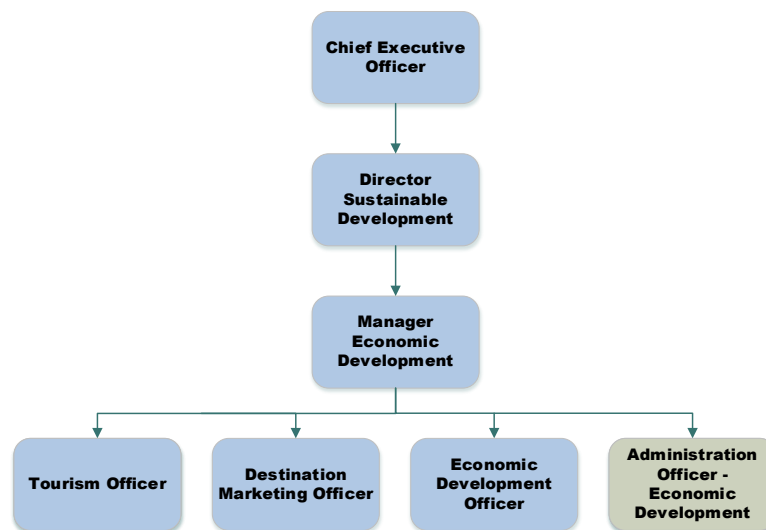 Chief Executive
Officer
Director
Sustainable
Development
Manager
Economic
Development
Tourism Officer
Destination
Marketing Officer
Economic
Development
Officer
Administration
Officer -
Economic
Development